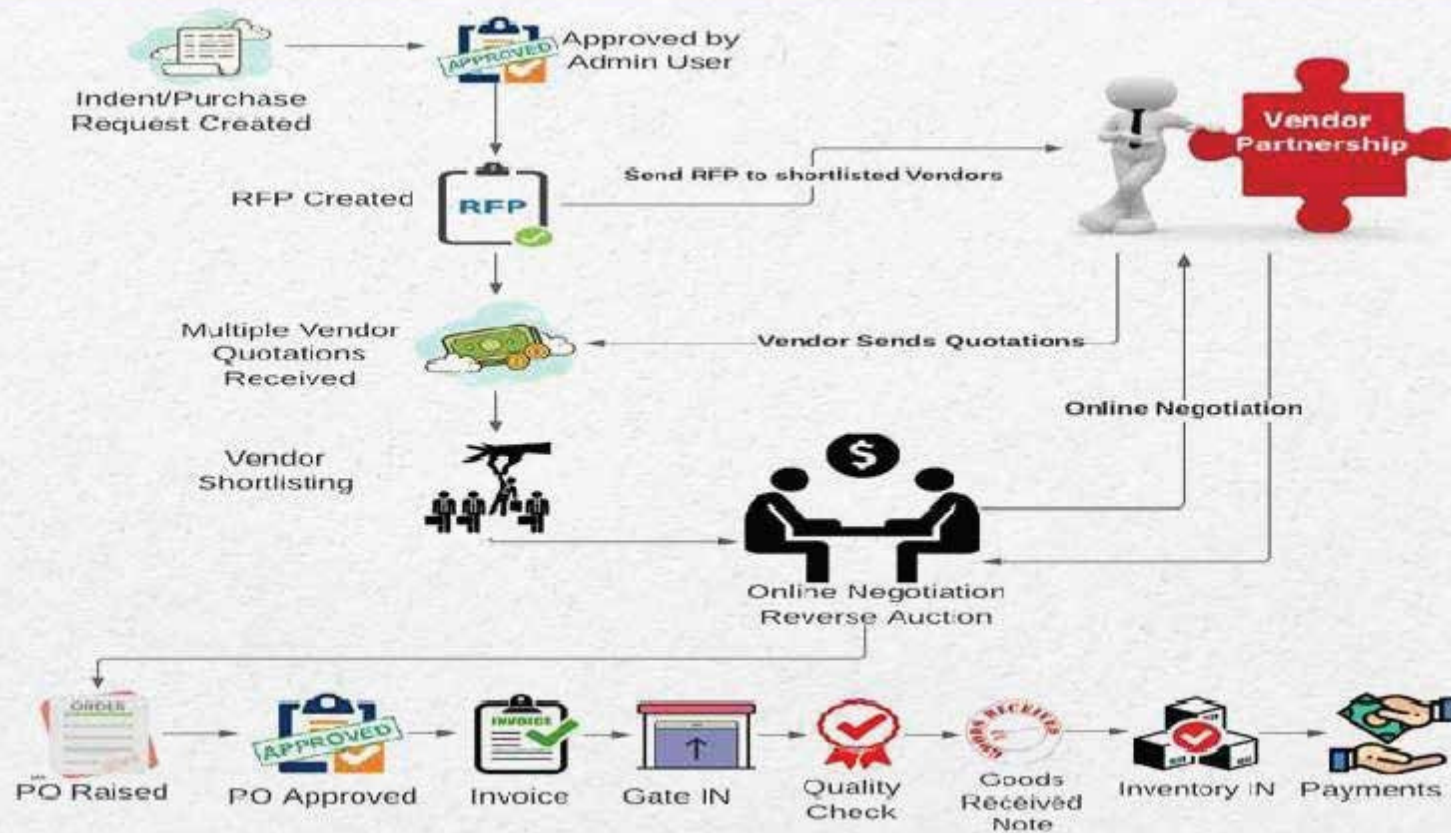 APPROVED
Approved by
Admin User
Indent/Purchase
Request Created
Vendor
Partnership
Send RFP to shortlisted Vendors
RFP Created
RFP
Multiple Vendor
Quotations
Received
Vendor Sends Quotations
Online Negotiation
Vendor
Shortlisting
$
Online Negotiation
Reverse Auction
ORDER
PO Raised
APPROVED
PO Approved
INVOICE
Invoice
Gate IN
Quality
Check
GOODS RECEIVED
Goods
Received
Note
Inventory IN
Payments